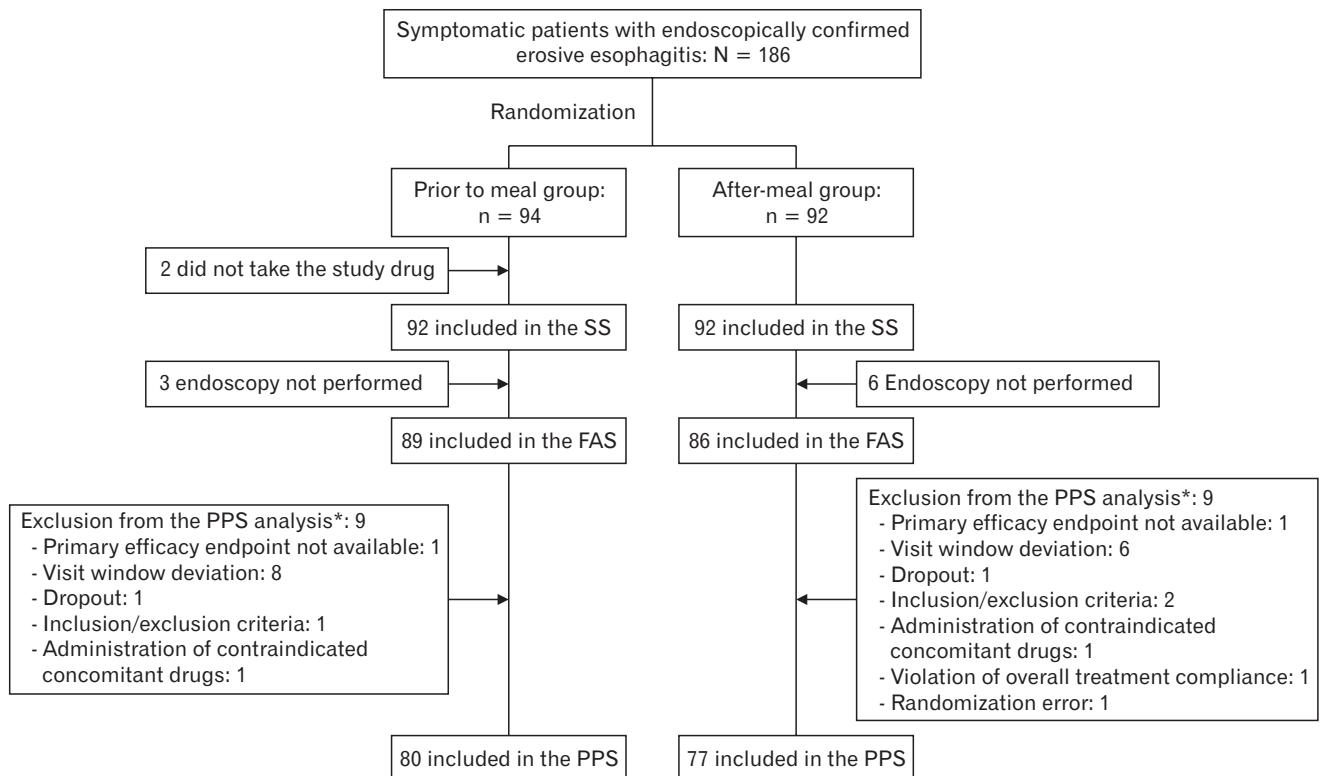 Symptomatic patients with endoscopically confirmed
erosive esophagitis: N = 186
Randomization
Prior to meal group:
n = 94
After-meal group:
n = 92
2 did not take the study drug
92 included in the SS
92 included in the SS
3 endoscopy not performed
6 Endoscopy not performed
89 included in the FAS
86 included in the FAS
Exclusion from the PPS analysis*: 9
- Primary efficacy endpoint not available: 1
- Visit window deviation: 8
- Dropout: 1
- Inclusion/exclusion criteria: 1
- Administration of contraindicated
concomitant drugs: 1
Exclusion from the PPS analysis*: 9
- Primary efficacy endpoint not available: 1
- Visit window deviation: 6
- Dropout: 1
- Inclusion/exclusion criteria: 2
- Administration of contraindicated
concomitant drugs: 1
- Violation of overall treatment compliance: 1
- Randomization error: 1
80 included in the PPS
77 included in the PPS